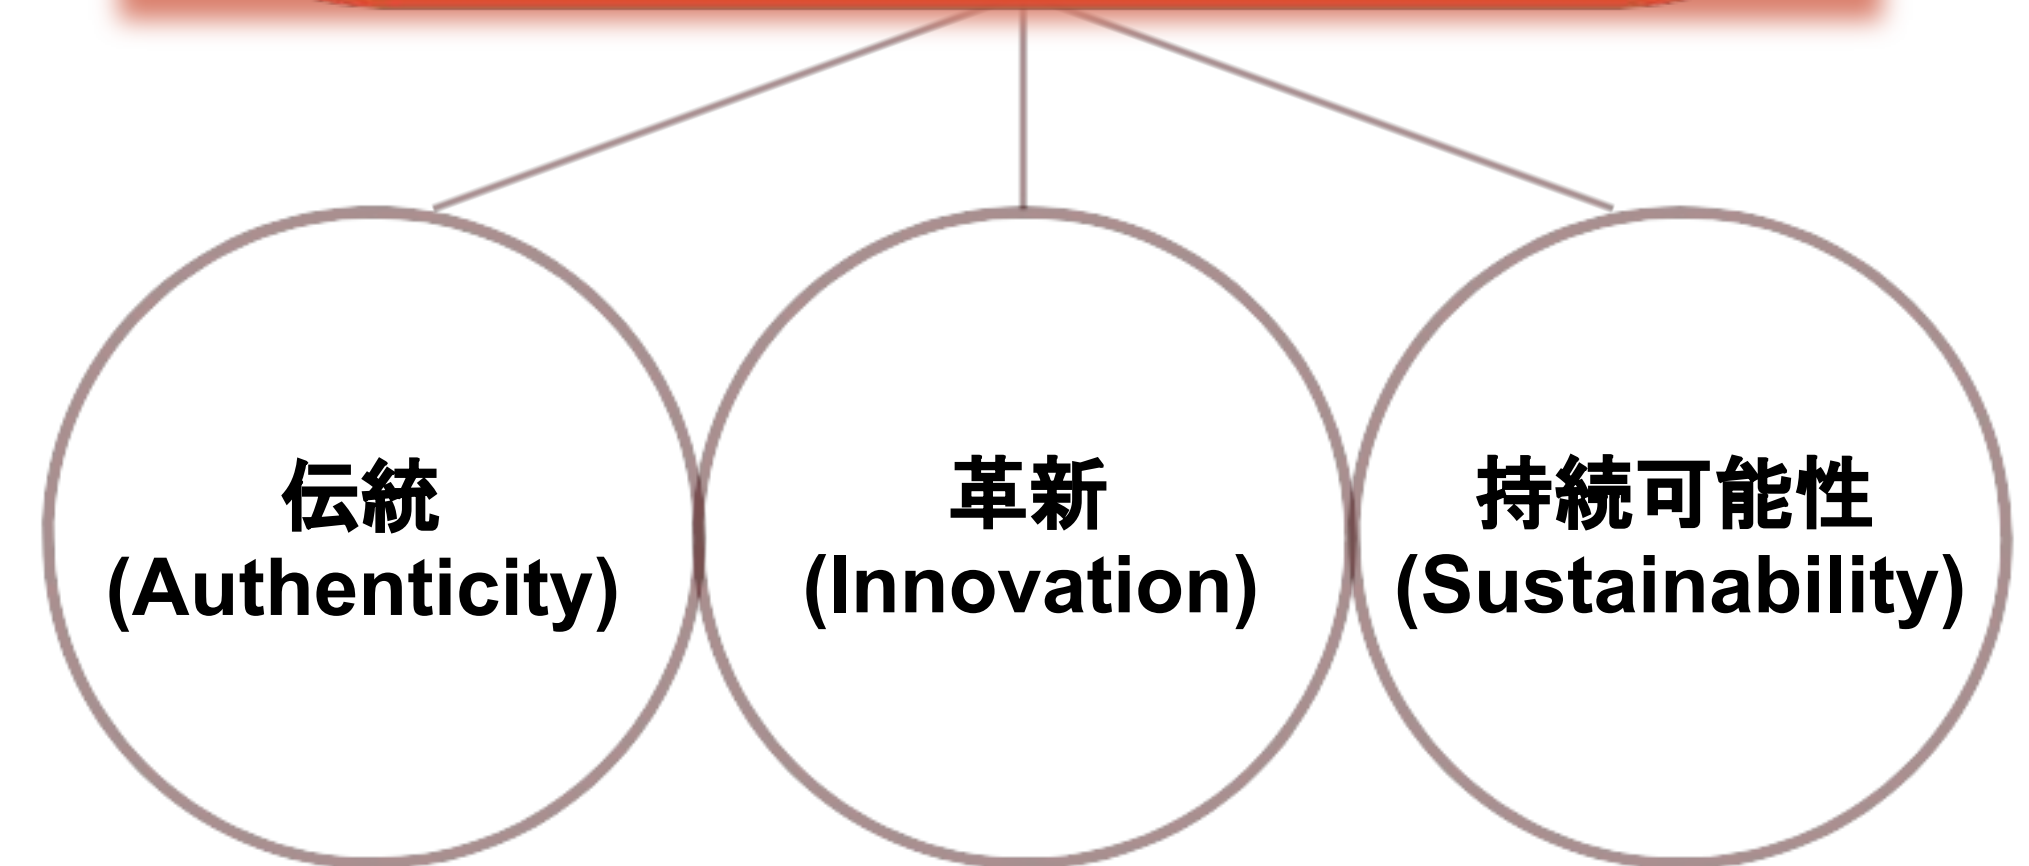 伝統
(Authenticity)
革新
(Innovation)
持続可能性
(Sustainability)